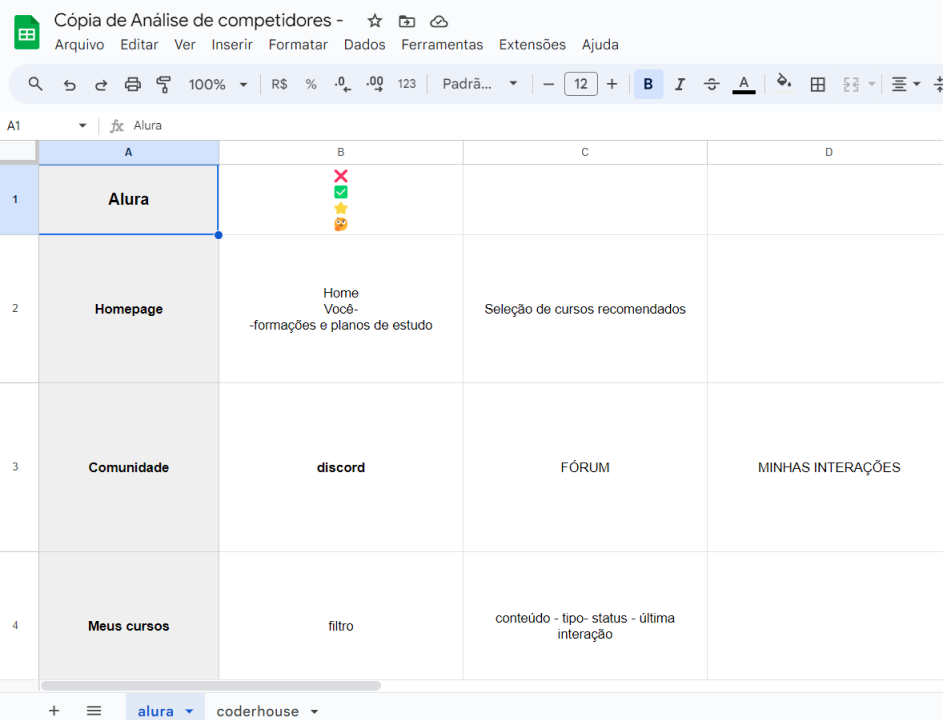 Cópia de Análise de competidores -
Arquivo Editar Ver Inserir Formatar Dados Ferramentas Extensões Ajuda
100% R$ % .0 .00 123 Padrã... − 12 + B I S A
A1 fx Alura
A B C D
1 Alura ❌
✅
⭐
🤔
2 Homepage
Home
Você-
-formações e planos de estudo
Seleção de cursos recomendados
3 Comunidade discord FÓRUM MINHAS INTERAÇÕES
4 Meus cursos filtro
conteúdo - tipo- status - última
interação
+ alura coderhouse